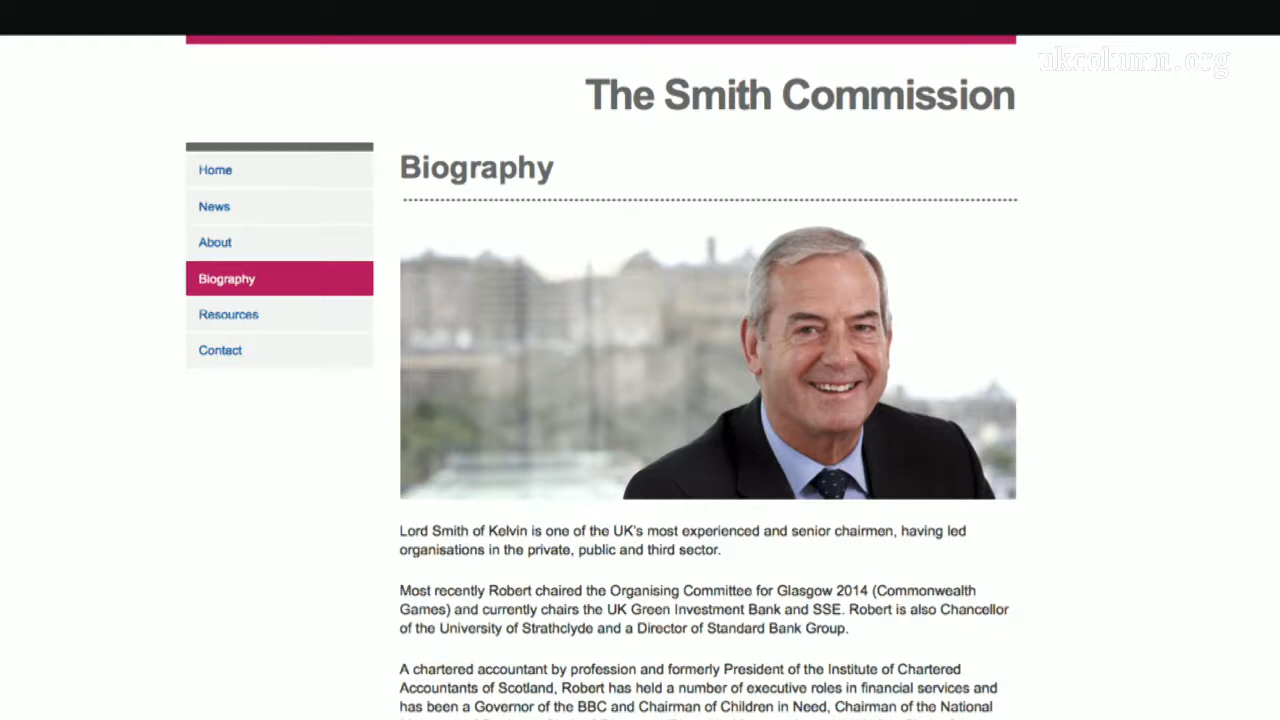 ukcolumn.org
The Smith Commission
Home
News
About
Biography
Resources
Contact
Biography
Lord Smith of Kelvin is one of the UK's most experienced and senior chairmen, having led
organisations in the private, public and third sector.
Most recently Robert chaired the Organising Committee for Glasgow 2014 (Commonwealth
Games) and currently chairs the UK Green Investment Bank and SSE. Robert is also Chancellor
of the University of Strathclyde and a Director of Standard Bank Group.
A chartered accountant by profession and formerly President of the Institute of Chartered
Accountants of Scotland, Robert has held a number of executive roles in financial services and
has been a Governor of the BBC and Chairman of Children in Need, Chairman of the National